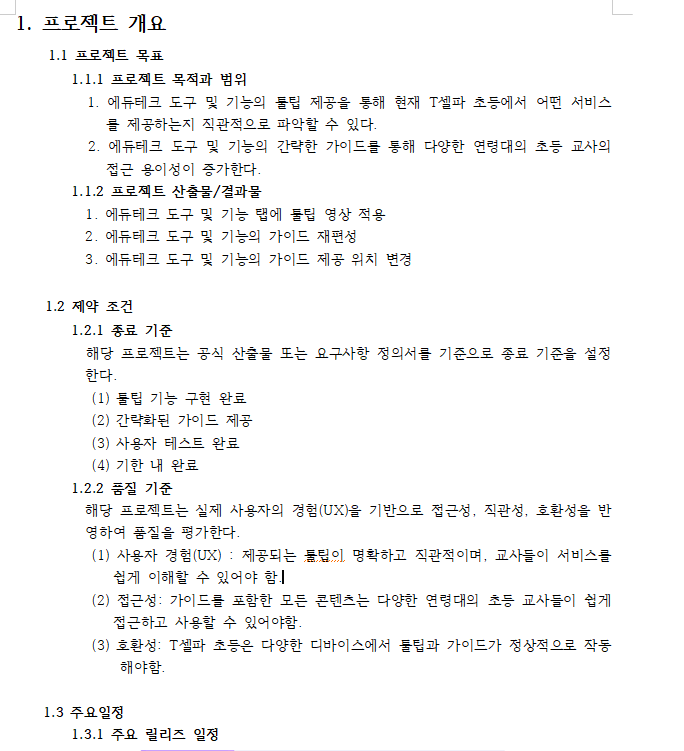 1. 프로젝트 개요
1.1 프로젝트 목표
1.1.1 프로젝트 목적과 범위
1. 에듀테크 도구 및 기능의 툴팁 제공을 통해 현재 T셀파 초등에서 어떤 서비스
를 제공하는지 직관적으로 파악할 수 있다.
2. 에듀테크 도구 및 기능의 간략한 가이드를 통해 다양한 연령대의 초등 교사의
접근 용이성이 증가한다.
1.1.2 프로젝트 산출물/결과물
1. 에듀테크 도구 및 기능 탭에 툴팁 영상 적용
2. 에듀테크 도구 및 기능의 가이드 재편성
3. 에듀테크 도구 및 기능의 가이드 제공 위치 변경
1.2 제약 조건
1.2.1 종료 기준
해당 프로젝트는 공식 산출물 또는 요구사항 정의서를 기준으로 종료 기준을 설정
한다.
(1) 툴팁 기능 구현 완료
(2) 간략화된 가이드 제공
(3) 사용자 테스트 완료
(4) 기한 내 완료
1.2.2 품질 기준
해당 프로젝트는 실제 사용자의 경험(UX)을 기반으로 접근성, 직관성, 호환성을 반
영하여 품질을 평가한다.
(1) 사용자 경험(UX) : 제공되는 툴팁이 명확하고 직관적이며, 교사들이 서비스를
쉽게 이해할 수 있어야 함.
(2) 접근성: 가이드를 포함한 모든 콘텐츠는 다양한 연령대의 초등 교사들이 쉽게
접근하고 사용할 수 있어야함.
(3) 호환성: T셀파 초등은 다양한 디바이스에서 툴팁과 가이드가 정상적으로 작동
해야함.
1.3 주요일정
1.3.1 주요 릴리즈 일정